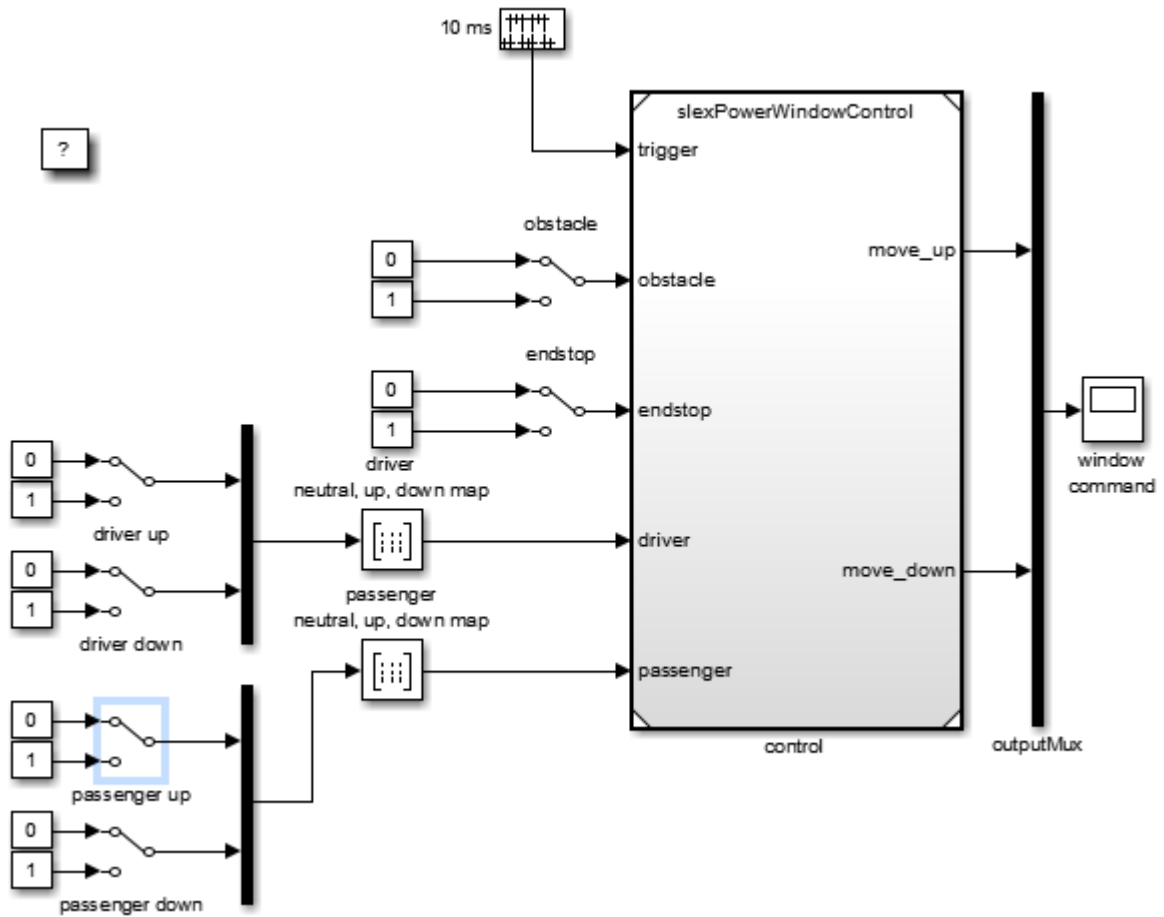 10 ms
slexPowerWindowControl
?
trigger
obstacle
move_up
0
obstacle
1
endstop
0
endstop
1
driver
neutral, up, down map
0
1
driver up
window
command
driver
move_down
0
1
driver down
passenger
neutral, up, down map
passenger
0
1
passenger up
control
outputMux
0
1
passenger down